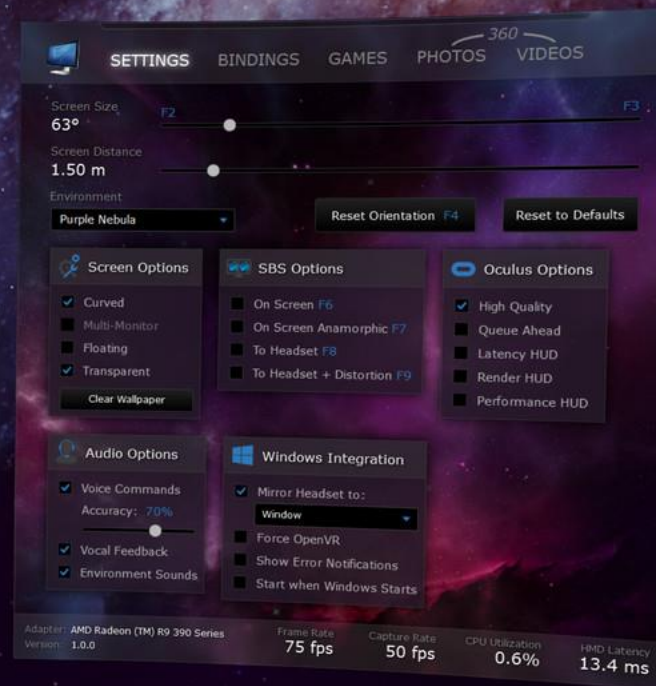 360
SETTINGS BINDINGS GAMES PHOTOS VIDEOS
Screen Size
63° F2 F3
Screen Distance
1.50 m
Environment
Purple Nebula Reset Orientation F4 Reset to Defaults
Screen Options
Curved
Multi-Monitor
Floating
Transparent
Clear Wallpaper
SBS Options
On Screen F6
On Screen Anamorphic F7
To Headset F8
To Headset + Distortion F9
Oculus Options
High Quality
Queue Ahead
Latency HUD
Render HUD
Performance HUD
Audio Options
Voice Commands
Accuracy: 70%
Vocal Feedback
Environment Sounds
Windows Integration
Mirror Headset to:
Window
Force OpenVR
Show Error Notifications
Start when Windows Starts
Adapter: AMD Radeon (TM) R9 390 Series
Version: 1.0.0
Frame Rate
75 fps
Capture Rate
50 fps
CPU Utilization
0.6%
HMD Latency
13.4 ms